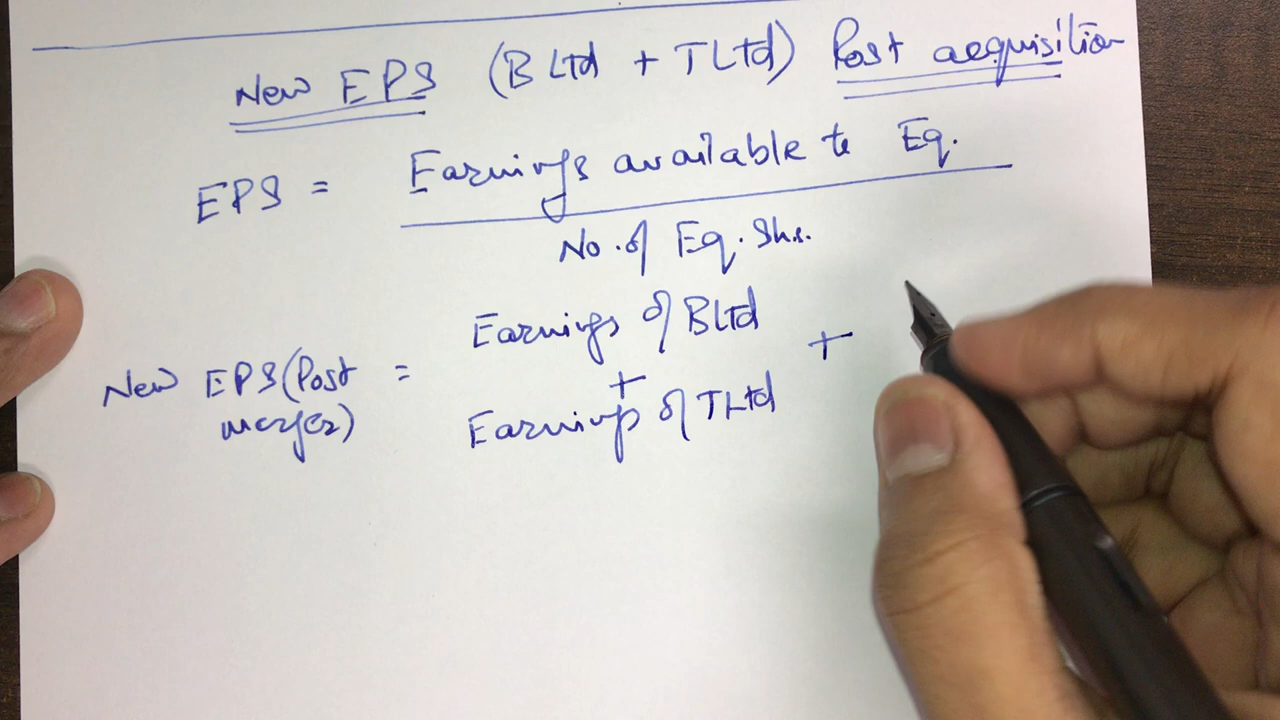 New EPS (B Ltd + T Ltd) Post acquisition
EPS = Earnings available to Eq.
No. of Eq. Shs.
New EPS (Post merger) = Earnings of B Ltd
+
Earnings of T Ltd
+